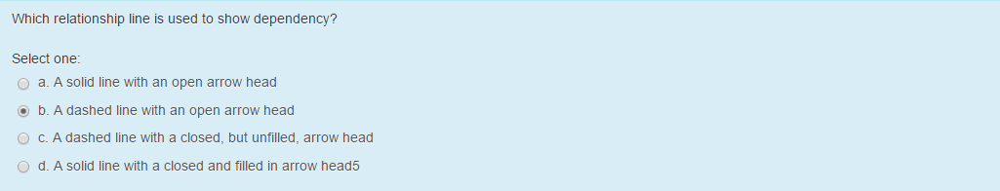 Which relationship line is used to show dependency?
Select one:
a. A solid line with an open arrow head
b. A dashed line with an open arrow head
c. A dashed line with a closed, but unfilled, arrow head
d. A solid line with a closed and filled in arrow head5